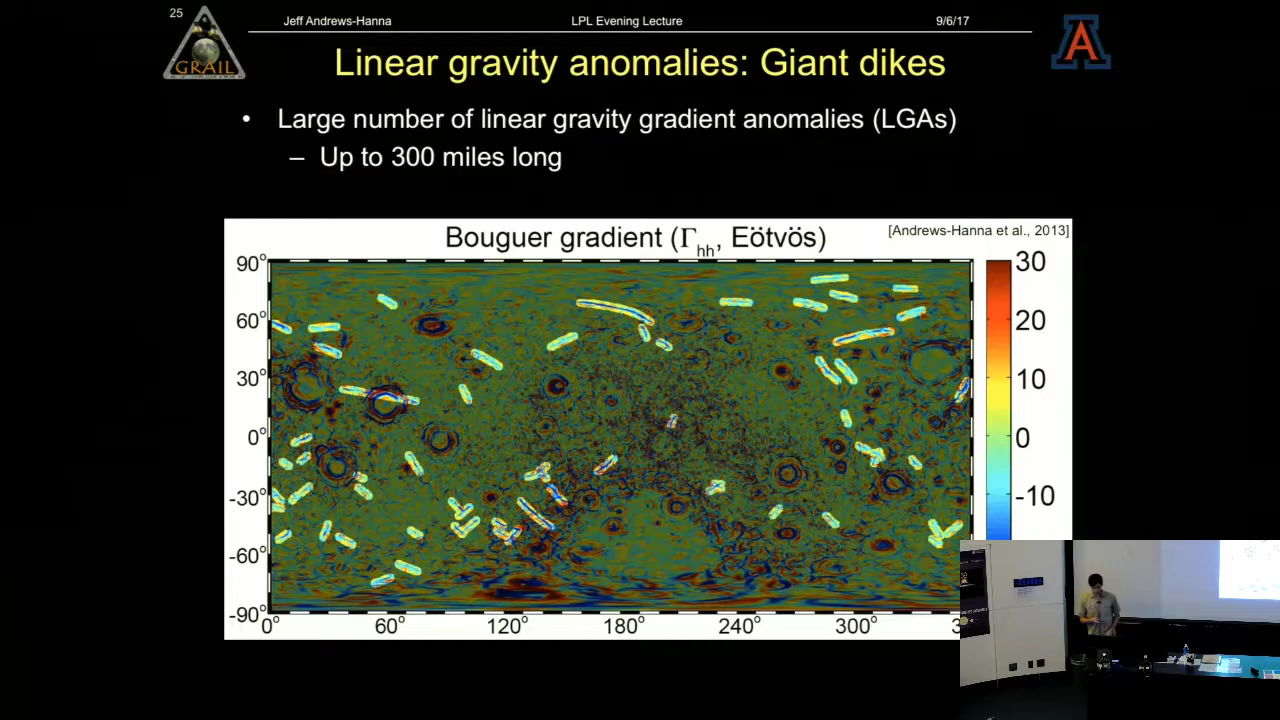 25
Jeff Andrews-Hanna LPL Evening Lecture 9/6/17
GRAIL
A
Linear gravity anomalies: Giant dikes
• Large number of linear gravity gradient anomalies (LGAs)
– Up to 300 miles long
Bouguer gradient (Γhh, Eötvös)
[Andrews-Hanna et al., 2013]
90°
60°
30°
0°
-30°
-60°
-90°
0° 60° 120° 180° 240° 300° 3
30
20
10
0
-10